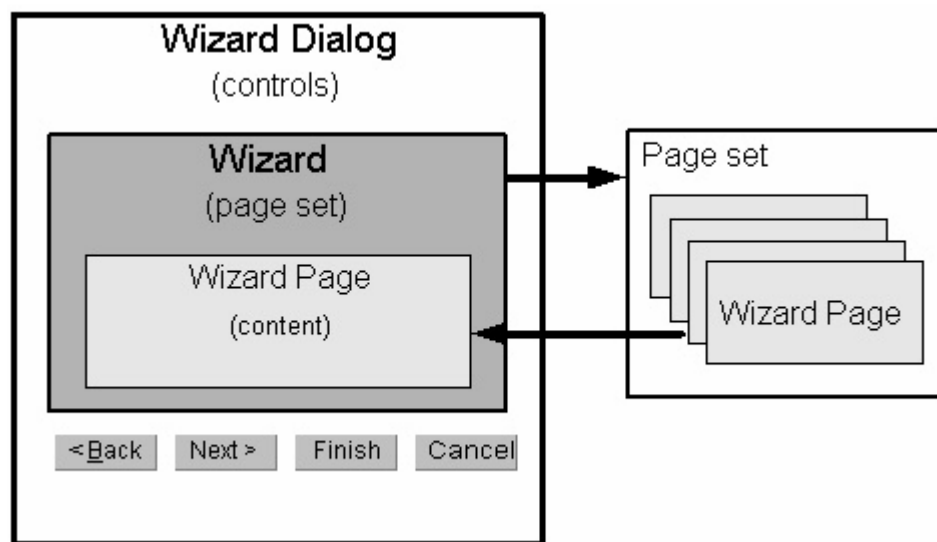 Wizard Dialog
(controls)
Wizard
(page set)
Wizard Page
(content)
< Back
Next >
Finish
Cancel
Page set
Wizard Page